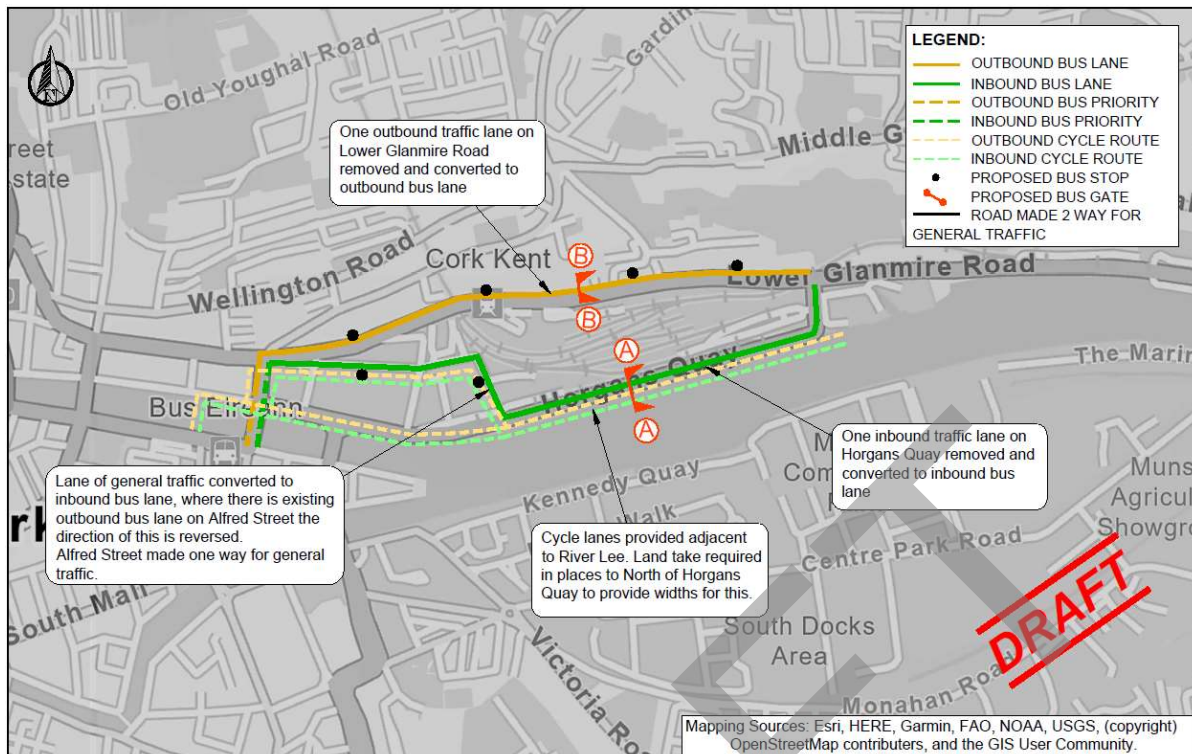 Old Youghal Road
Gardin
LEGEND:
OUTBOUND BUS LANE
INBOUND BUS LANE
OUTBOUND BUS PRIORITY
INBOUND BUS PRIORITY
OUTBOUND CYCLE ROUTE
INBOUND CYCLE ROUTE
PROPOSED BUS STOP
PROPOSED BUS GATE
ROAD MADE 2 WAY FOR
GENERAL TRAFFIC
One outbound traffic lane on
Lower Glanmire Road
removed and converted to
outbound bus lane
Middle G
reet
state
Wellington Road
Cork Kent
B
B
Lower Glanmire Road
A
A
Horgans Quay
The Marin
Bus Éireann
Lane of general traffic converted to
inbound bus lane, where there is existing
outbound bus lane on Alfred Street the
direction of this is reversed.
Alfred Street made one way for general
traffic.
One inbound traffic lane on
Horgans Quay removed and
converted to inbound bus
lane
Kennedy Quay
Walk
M
Com
P
Muns
Agricul
Showgro
Cycle lanes provided adjacent
to River Lee. Land take required
in places to North of Horgans
Quay to provide widths for this.
rk
Centre Park Road
South Mall
Victoria Ro
South Docks
Area
Monahan Road
DRAFT
Mapping Sources: Esri, HERE, Garmin, FAO, NOAA, USGS, (copyright)
OpenStreetMap contributers, and the GIS User Community.